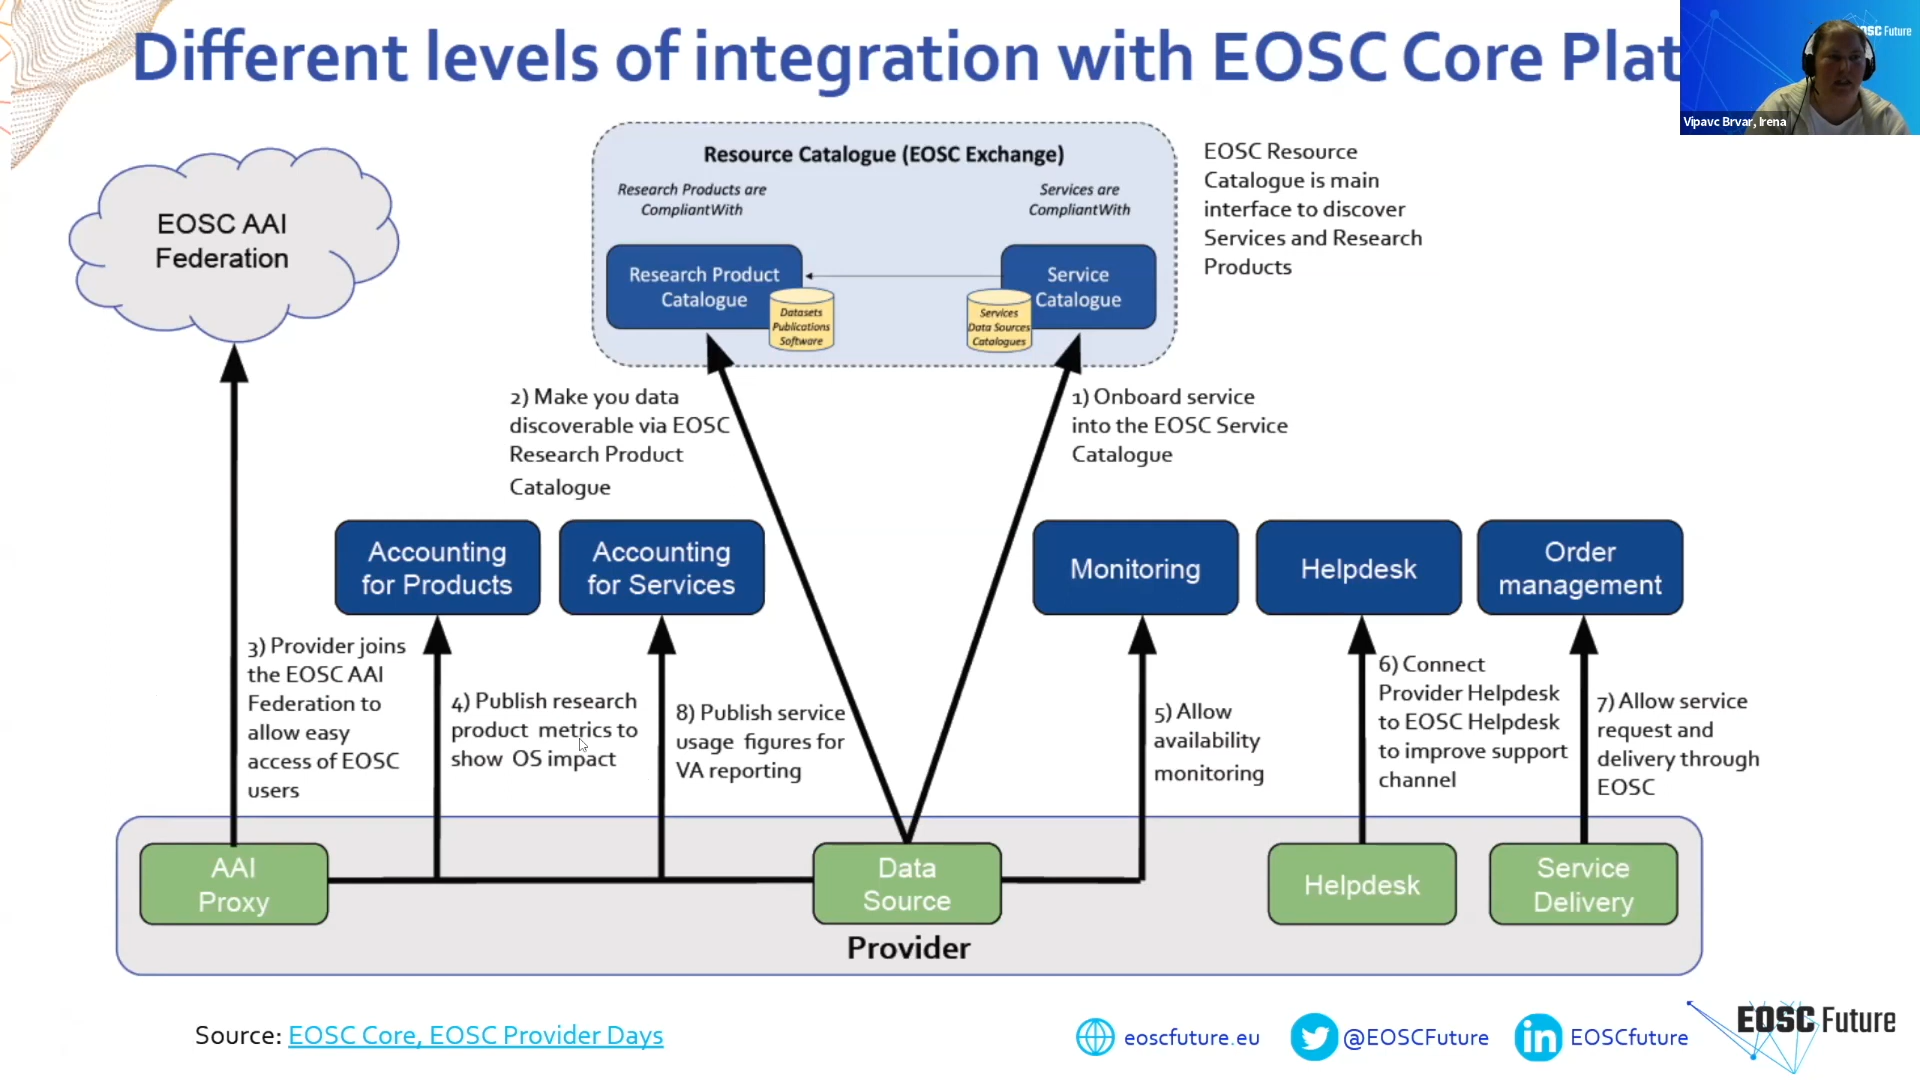 Different levels of integration with EOSC Core Plat
EOSC Future
Vipavc Brvar, Irena
EOSC AAI
Federation
Resource Catalogue (EOSC Exchange)
Research Products are
CompliantWith
Services are
CompliantWith
Research Product
Catalogue
Datasets
Publications
Software
Service
Catalogue
Services
Data Sources
Catalogues
EOSC Resource
Catalogue is main
interface to discover
Services and Research
Products
2) Make you data
discoverable via EOSC
Research Product
Catalogue
1) Onboard service
into the EOSC Service
Catalogue
Accounting
for Products
Accounting
for Services
Monitoring
Helpdesk
Order
management
3) Provider joins
the EOSC AAI
Federation to
allow easy
access of EOSC
users
4) Publish research
product metrics to
show OS impact
8) Publish service
usage figures for
VA reporting
5) Allow
availability
monitoring
6) Connect
Provider Helpdesk
to EOSC Helpdesk
to improve support
channel
7) Allow service
request and
delivery through
EOSC
AAI
Proxy
Data
Source
Helpdesk
Service
Delivery
Provider
Source: EOSC Core, EOSC Provider Days
eoscfuture.eu
@EOSCFuture
in
EOSCfuture
EOSC Future